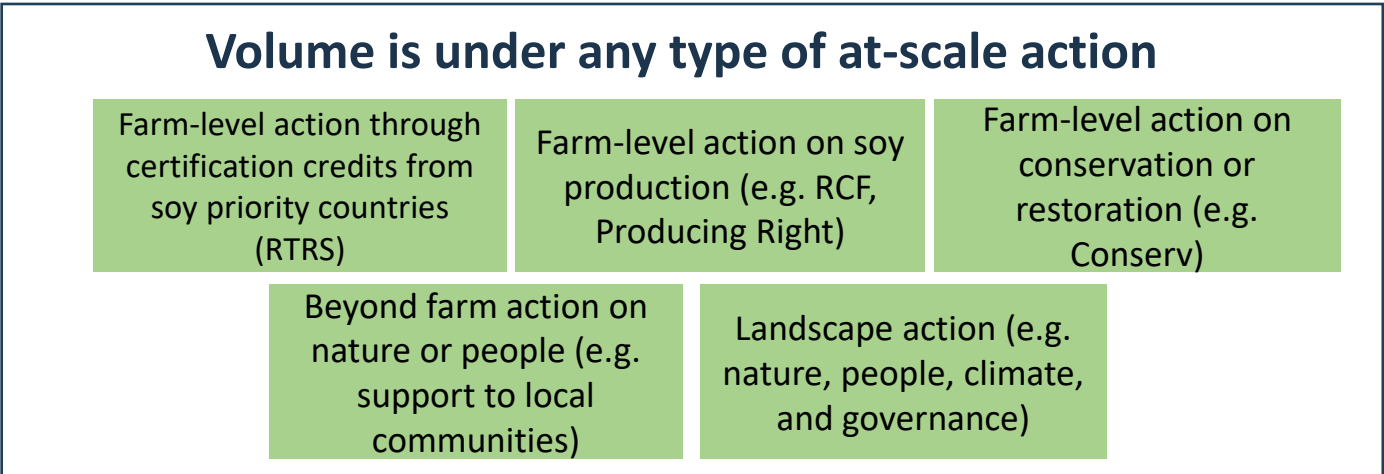 Volume is under any type of at-scale action
Farm-level action through
certification credits from
soy priority countries
(RTRS)
Farm-level action on soy
production (e.g. RCF,
Producing Right)
Farm-level action on
conservation or
restoration (e.g.
Conserv)
Beyond farm action on
nature or people (e.g.
support to local
communities)
Landscape action (e.g.
nature, people, climate,
and governance)